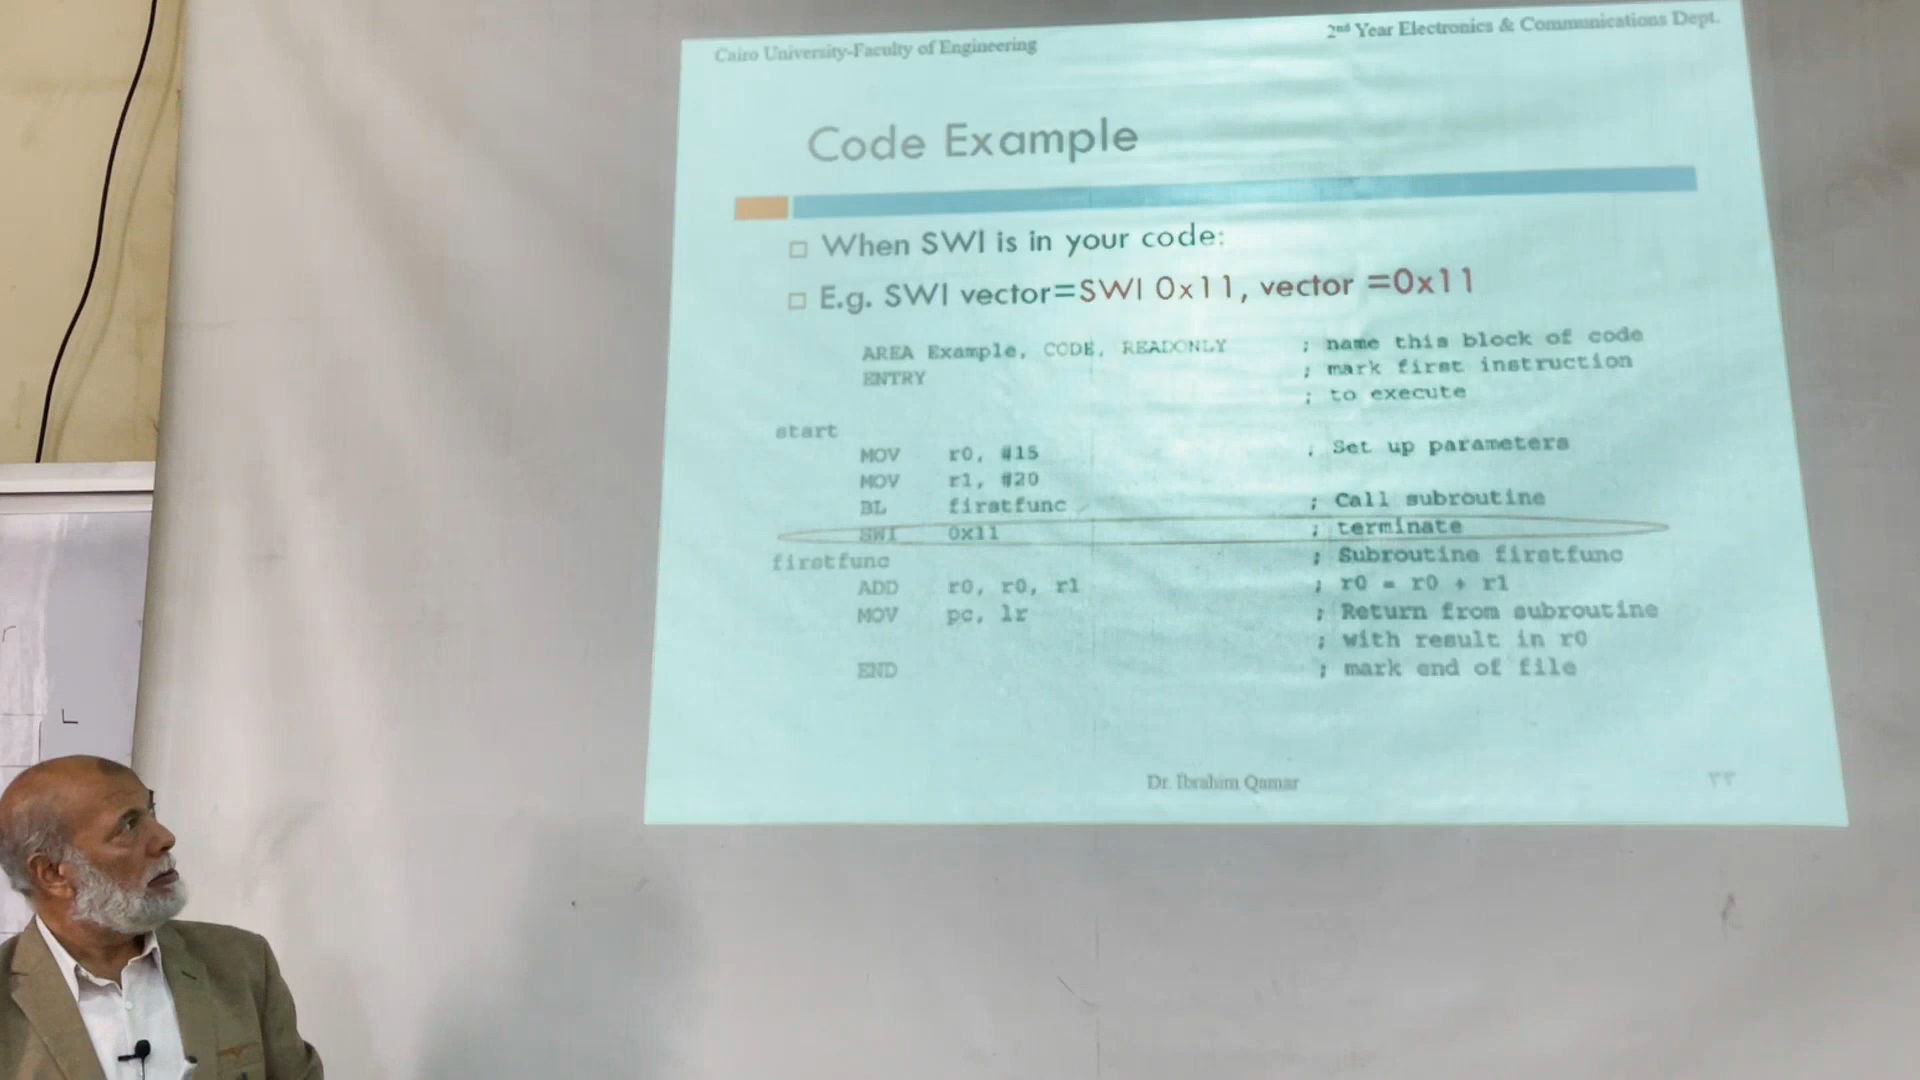 Cairo University-Faculty of Engineering
2nd Year Electronics & Communications Dept.
Code Example
When SWI is in your code:
E.g. SWI vector=SWI 0x11, vector =0x11
AREA Example, CODE, READONLY ; name this block of code
ENTRY ; mark first instruction
; to execute
start
MOV r0, #15 ; Set up parameters
MOV r1, #20
BL firstfunc ; Call subroutine
SWI 0x11 ; terminate
firstfunc ; Subroutine firstfunc
ADD r0, r0, r1 ; r0 = r0 + r1
MOV pc, lr ; Return from subroutine
; with result in r0
END ; mark end of file
Dr. Ibrahim Qamar